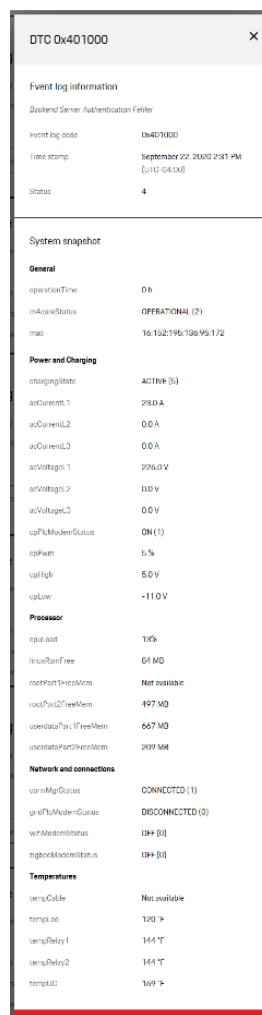 DTC 0x401000
Event log information
Backend Server Authentication Fehler
Event log code 0x401000
Time stamp September 22, 2020 2:31 PM
(UTC-04:00)
Status 4
System snapshot
General
operationTime 0 h
m4coreStatus OPERATIONAL (2)
mac 16:152:195:136:95:172
Power and Charging
chargingState ACTIVE (5)
acCurrentL1 23.0 A
acCurrentL2 0.0 A
acCurrentL3 0.0 A
acVoltageL1 226.0 V
acVoltageL2 0.0 V
acVoltageL3 0.0 V
cpPlcModemStatus ON (1)
cpPwm 5 %
cpHigh 5.0 V
cpLow -11.0 V
Processor
cpuLoad 13%
linuxRamFree 64 MB
rootPart1FreeMem Not available
rootPart2FreeMem 497 MB
userdataPart1FreeMem 667 MB
userdataPart2FreeMem 209 MB
Network and connections
connMgrStatus CONNECTED (1)
gridPlcModemStatus DISCONNECTED (0)
wifiModemStatus OFF (0)
zigbeeModemStatus OFF (0)
Temperatures
tempCable Not available
tempLed 120 °F
tempRelay1 144 °F
tempRelay2 144 °F
tempUC 169 °F